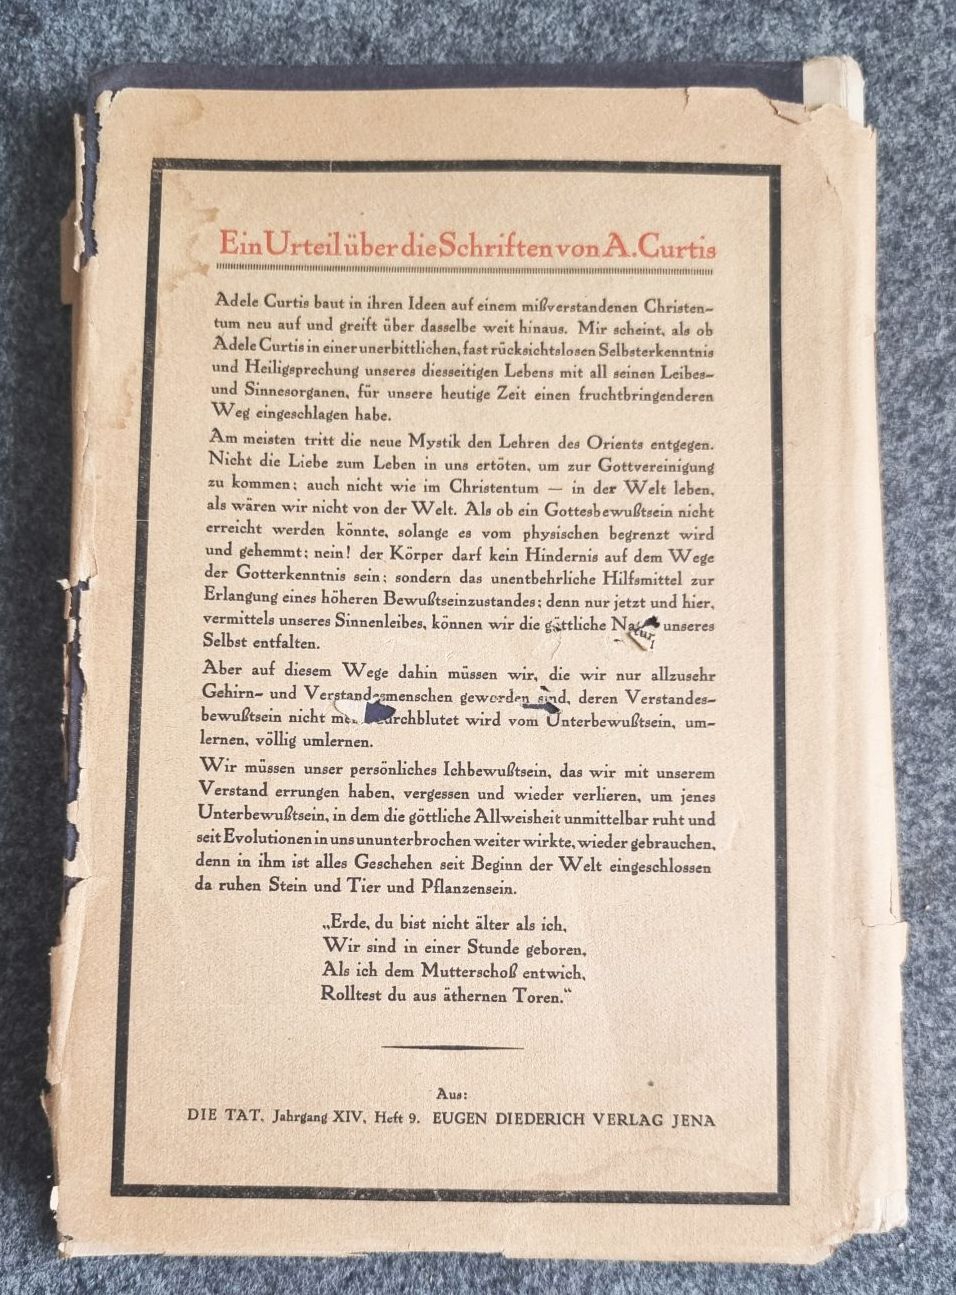 Ein Urteil über die Schriften von A. Curtis
Adele Curtis baut in ihren Ideen auf einem mißverstandenen Christen-
tum neu auf und greift über dasselbe weit hinaus. Mir scheint, als ob
Adele Curtis in einer unerbittlichen, fast rücksichtslosen Selbsterkenntnis
und Heiligsprechung unseres diesseitigen Lebens mit all seinen Leibes-
und Sinnesorganen, für unsere heutige Zeit einen fruchtbringenderen
Weg eingeschlagen habe.
Am meisten tritt die neue Mystik den Lehren des Orients entgegen.
Nicht die Liebe zum Leben in uns ertöten, um zur Gottvereinigung
zu kommen; auch nicht wie im Christentum — in der Welt leben,
als wären wir nicht von der Welt. Als ob ein Gottesbewußtsein nicht
erreicht werden könnte, solange es vom physischen begrenzt wird
und gehemmt; nein! der Körper darf kein Hindernis auf dem Wege
der Gotterkenntnis sein; sondern das unentbehrliche Hilfsmittel zur
Erlangung eines höheren Bewußtseinzustandes; denn nur jetzt und hier,
vermittels unseres Sinnenleibes, können wir die göttliche Natur unseres
Selbst entfalten.
Aber auf diesem Wege dahin müssen wir, die wir nur allzusehr
Gehirn- und Verstandesmenschen geworden sind, deren Verstandes-
bewußtsein nicht durchblutet wird vom Unterbewußtsein, um-
lernen, völlig umlernen.
Wir müssen unser persönliches Ichbewußtsein, das wir mit unserem
Verstand errungen haben, vergessen und wieder verlieren, um jenes
Unterbewußtsein, in dem die göttliche Allweisheit unmittelbar ruht und
seit Evolutionen in uns ununterbrochen weiter wirkte, wieder gebrauchen,
denn in ihm ist alles Geschehen seit Beginn der Welt eingeschlossen
da ruhen Stein und Tier und Pflanzensein.
„Erde, du bist nicht älter als ich,
Wir sind in einer Stunde geboren,
Als ich dem Mutterschoß entwich,
Rolltest du aus äthernen Toren.“
Aus:
DIE TAT, Jahrgang XIV, Heft 9. EUGEN DIEDERICH VERLAG JENA